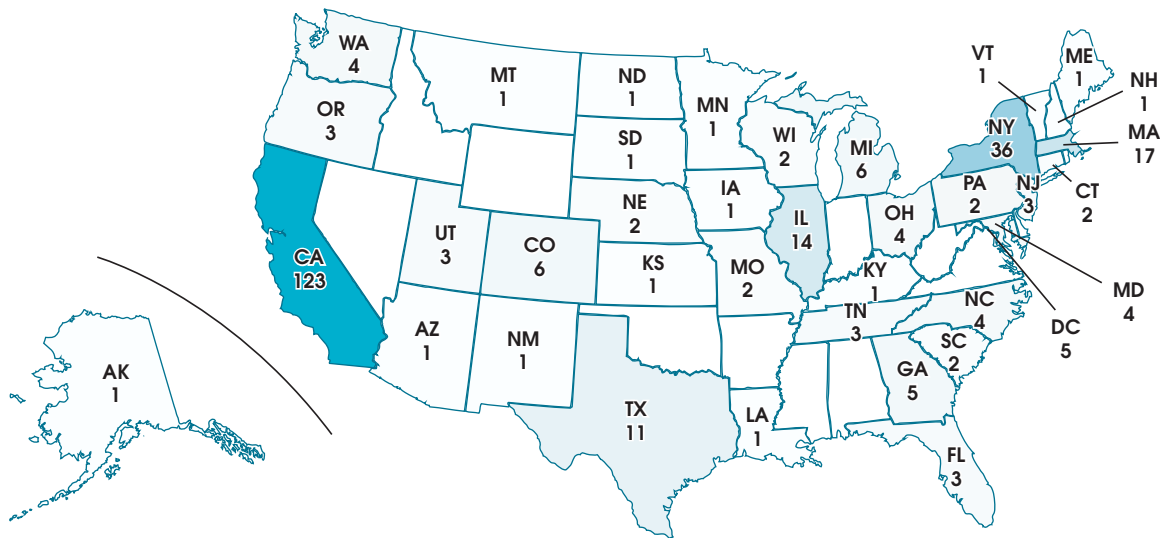 WA
4
MT
1
ND
1
MN
1
VT
1
ME
1
NH
1
OR
3
SD
1
WI
2
MI
6
NY
36
MA
17
NE
2
IA
1
PA
2
NJ
3
CT
2
CA
123
UT
3
CO
6
KS
1
MO
2
IL
14
OH
4
KY
1
MD
4
DC
5
AZ
1
NM
1
TN
3
NC
4
SC
2
GA
5
AK
1
TX
11
LA
1
FL
3